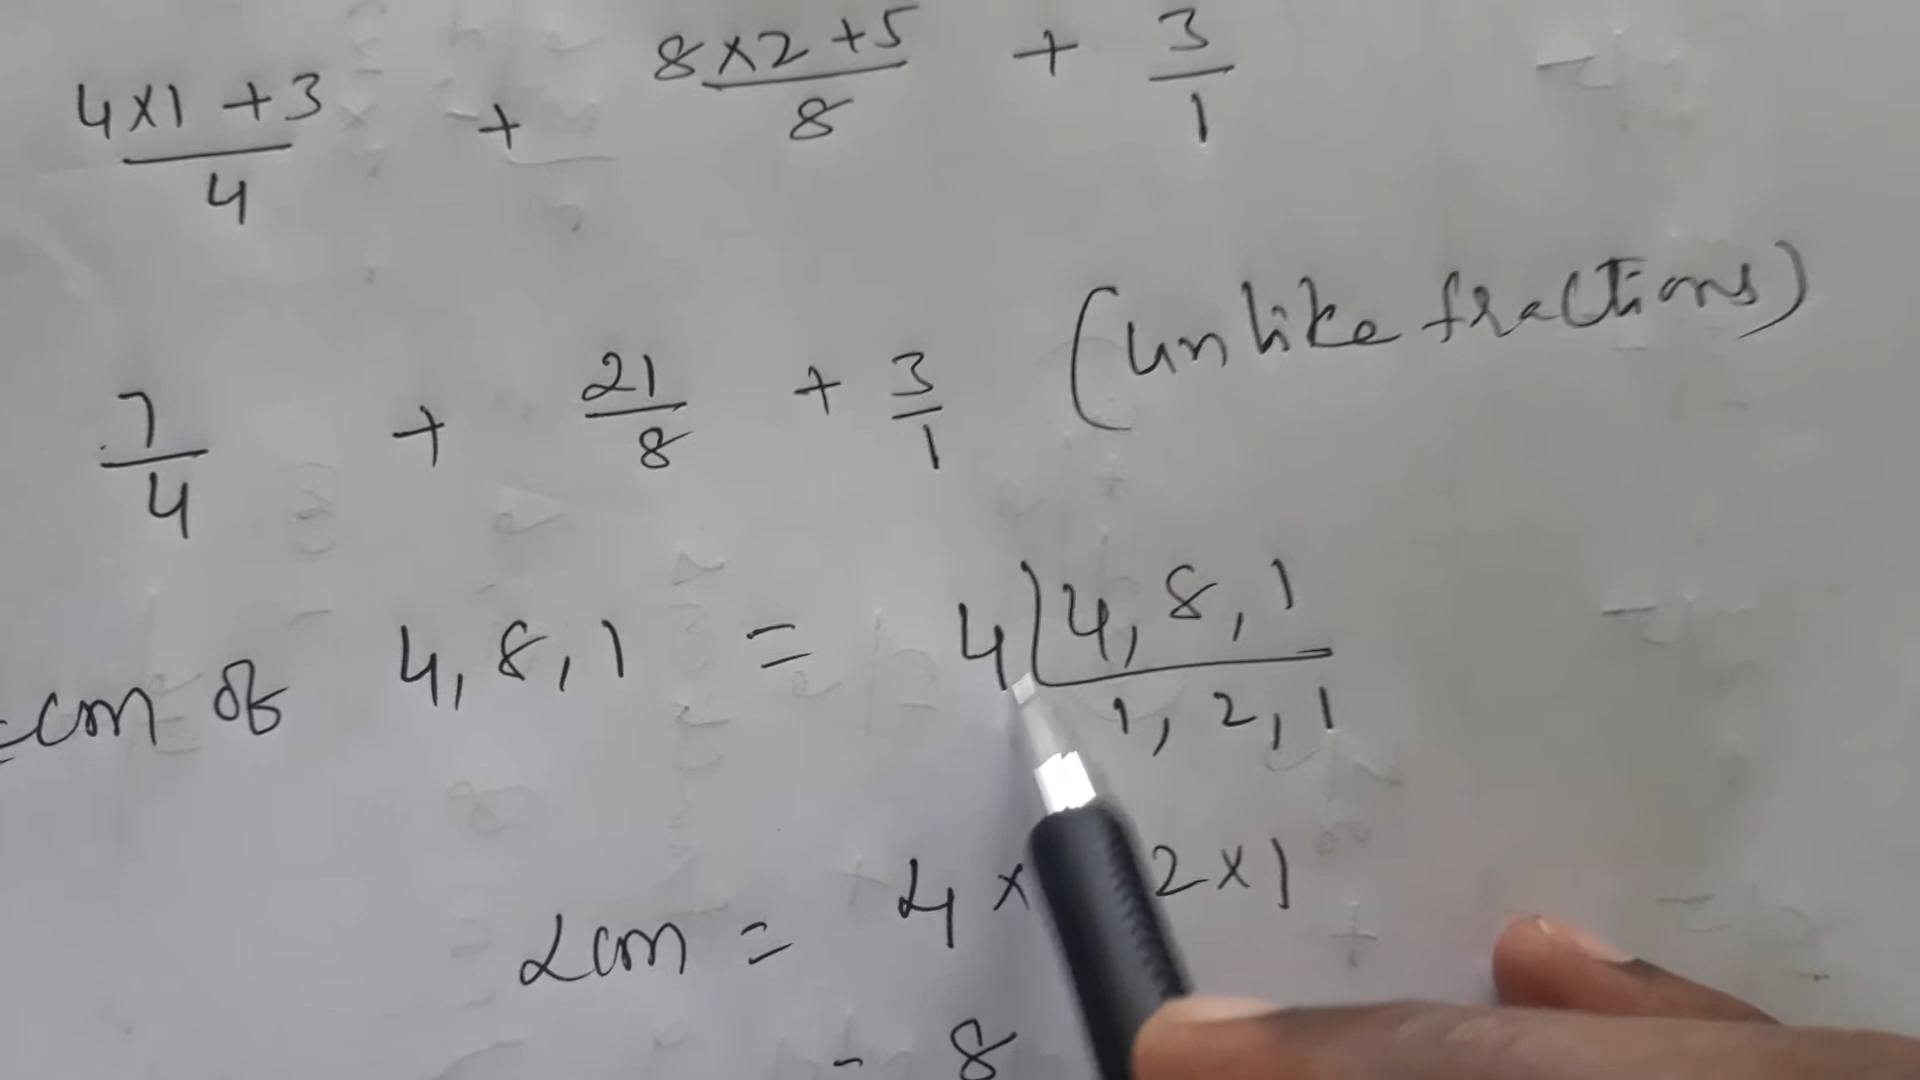 4×1+3/4 + 8×2+5/8 + 3/1
7/4 + 21/8 + 3/1 (unlike fractions)
cm of 4, 8, 1 = 4) 4, 8, 1
1, 2, 1
Lcm = 4 × 2×1
- 8